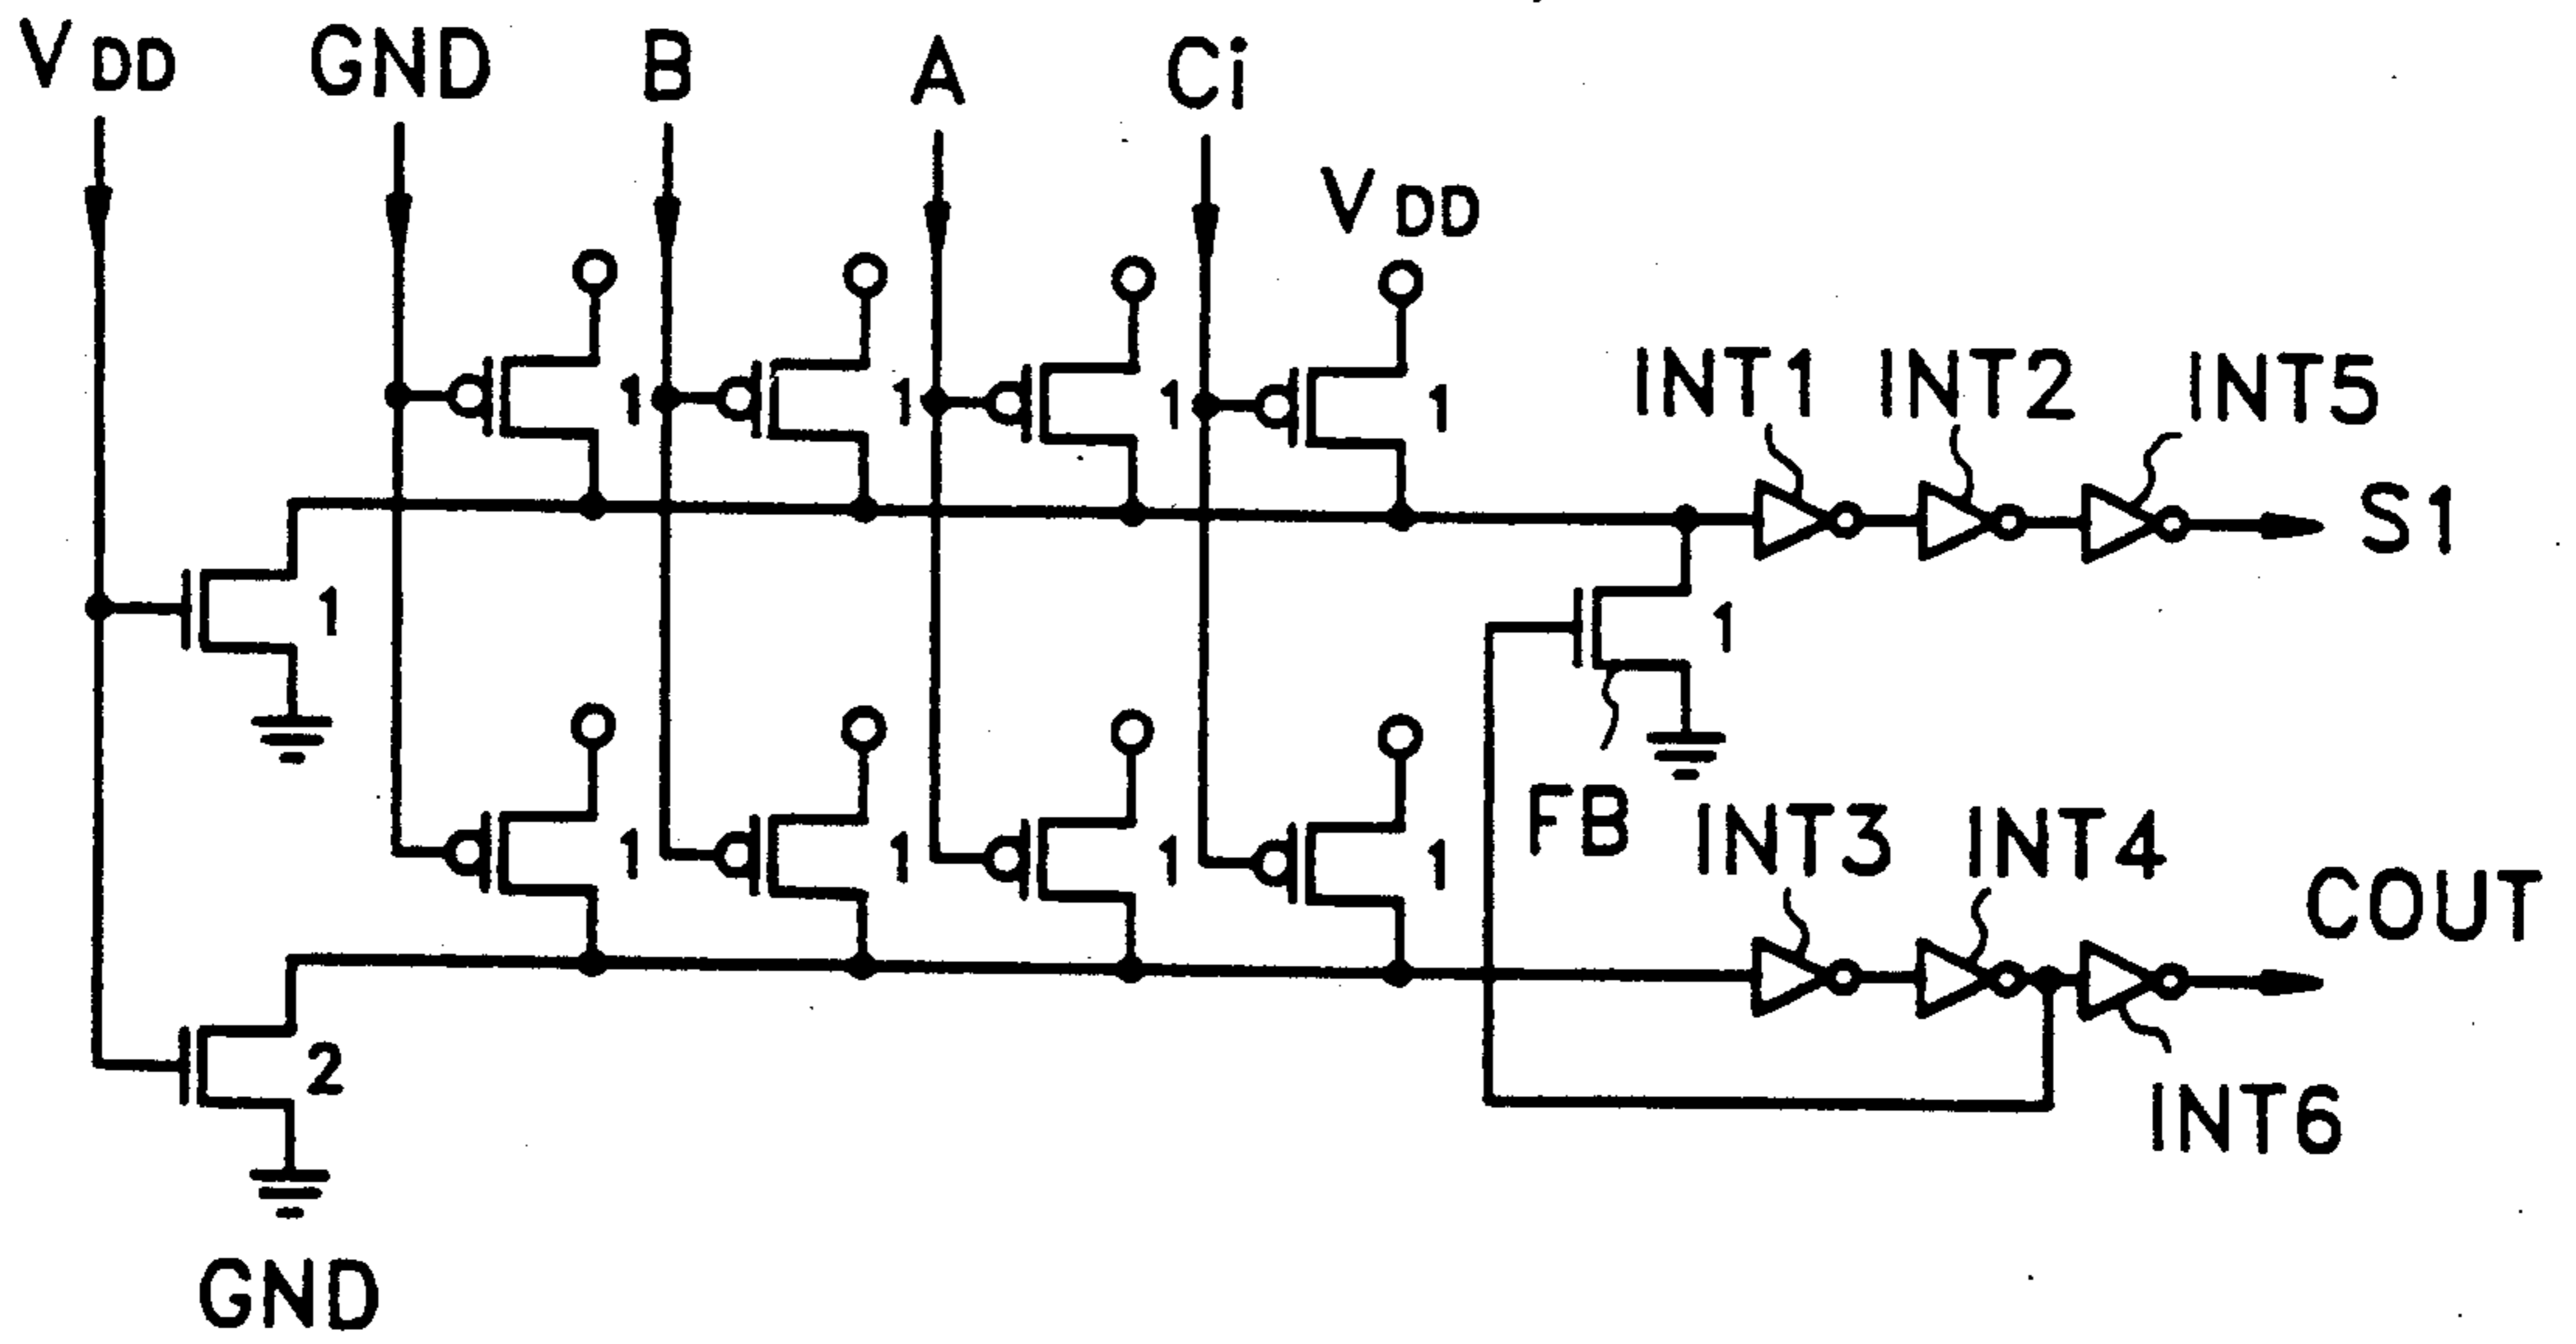 VDD GND B A Ci
VDD
1 1 1 1
INT1 INT2 INT5
S1
1 1
FB
1 1 1 1
INT3 INT4
COUT
2
INT6
GND